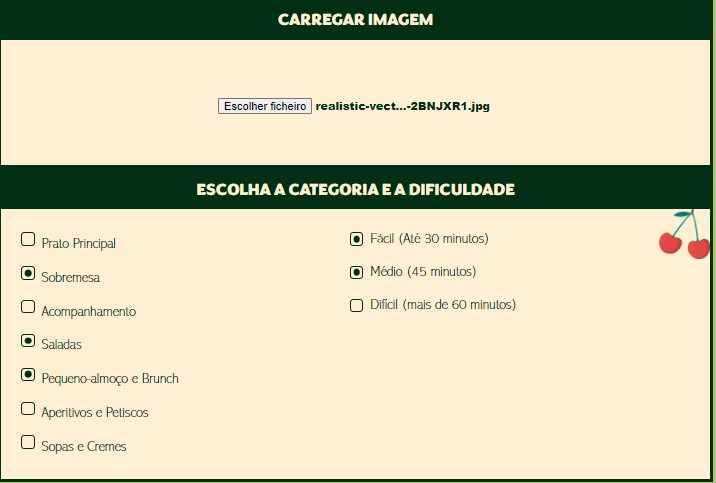 CARREGAR IMAGEM
Escolher ficheiro realistic-vect...-2BNJXR1.jpg
ESCOLHA A CATEGORIA E A DIFICULDADE
Prato Principal
Sobremesa
Acompanhamento
Saladas
Pequeno-almoço e Brunch
Aperitivos e Petiscos
Sopas e Cremes
Fácil (Até 30 minutos)
Médio (45 minutos)
Difícil (mais de 60 minutos)